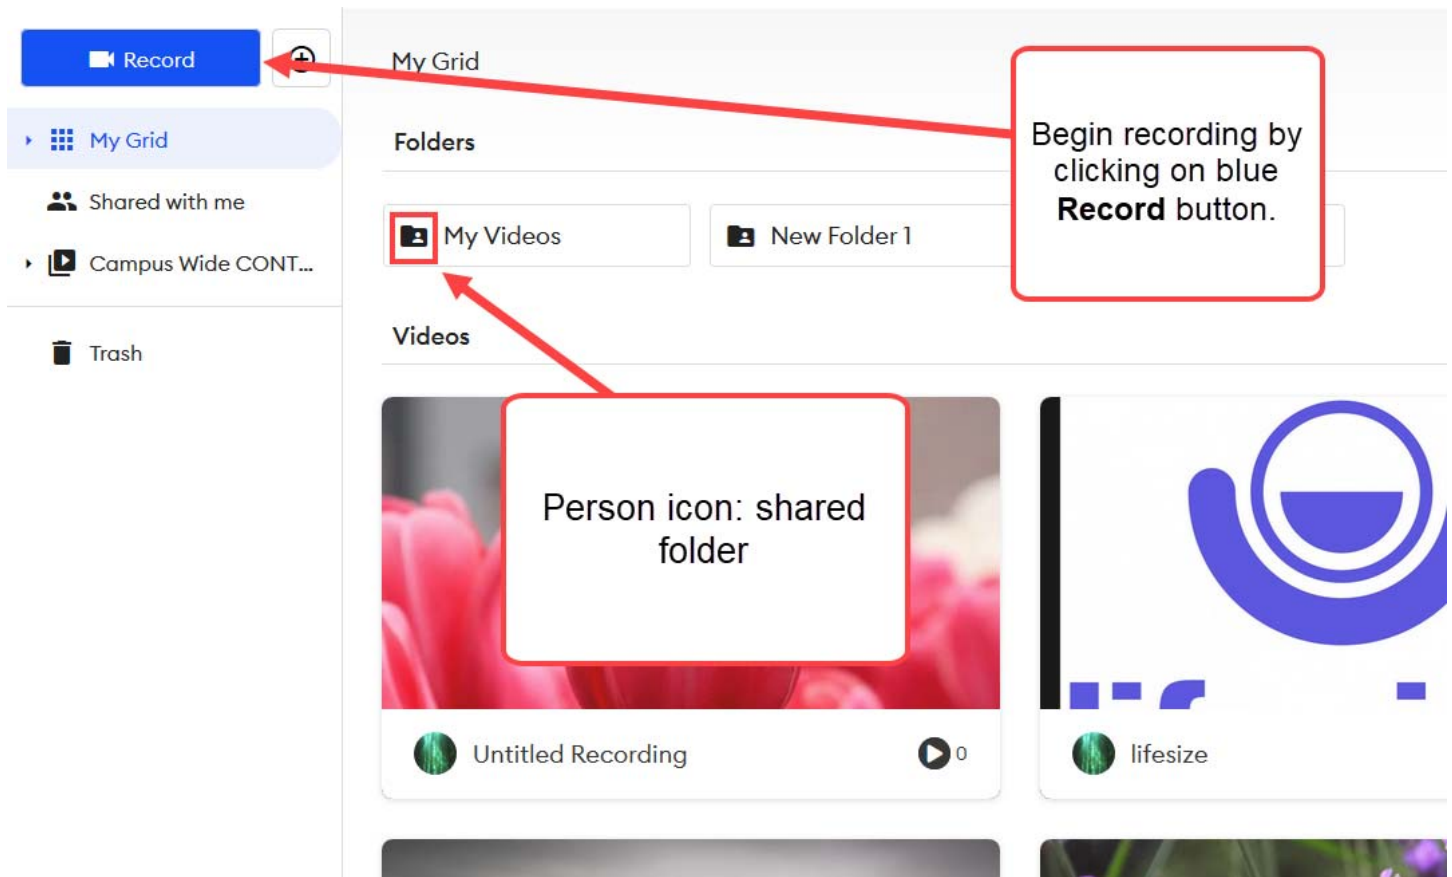 Record
My Grid
My Grid
Shared with me
Campus Wide CONT...
Trash
Folders
My Videos
New Folder 1
Begin recording by
clicking on blue
Record button.
Videos
Person icon: shared
folder
Untitled Recording
0
lifesize